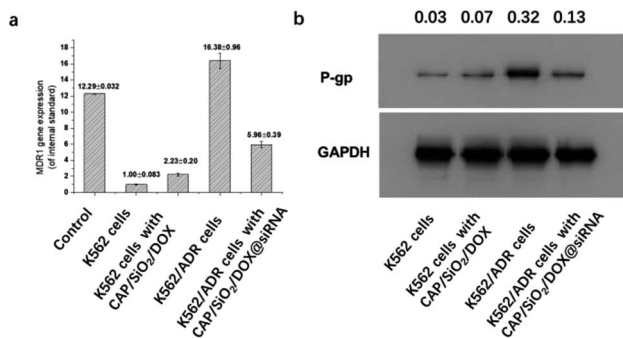 a
MDR1 gene expression
(of internal standard)
18
16
14
12
10
8
6
4
2
0
12.29±0.032
1.00±0.083
2.23±0.20
16.38±0.96
5.96±0.39
Control
K562 cells
K562 cells with
CAP/SiO₂/DOX
K562/ADR cells
K562/ADR cells with
CAP/SiO₂/DOX@siRNA
b
0.03 0.07 0.32 0.13
P-gp
GAPDH
K562 cells
K562 cells with
CAP/SiO₂/DOX
K562/ADR cells
K562/ADR cells with
CAP/SiO₂/DOX@siRNA